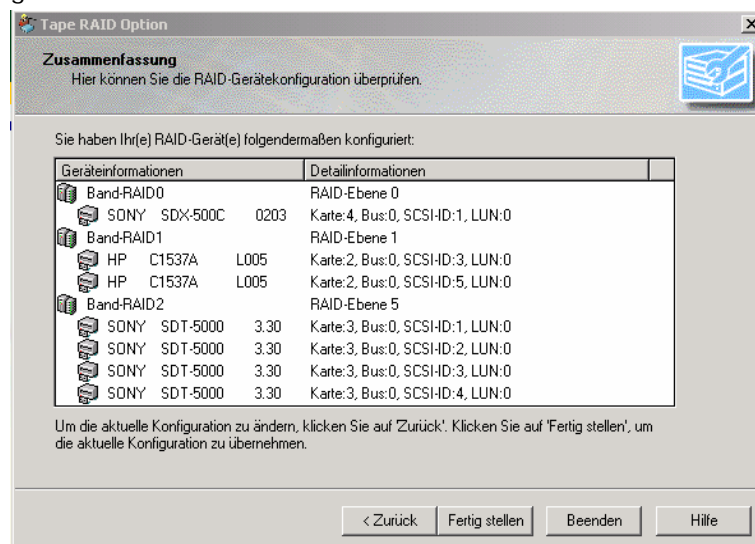 Tape RAID Option
Zusammenfassung
Hier können Sie die RAID-Gerätekonfiguration überprüfen.
Sie haben Ihr(e) RAID-Gerät(e) folgendermaßen konfiguriert:
Geräteinformationen Detailinformationen
Band-RAID0 RAID-Ebene 0
SONY SDX-500C 0203 Karte:4, Bus:0, SCSI-ID:1, LUN:0
Band-RAID1 RAID-Ebene 1
HP C1537A L005 Karte:2, Bus:0, SCSI-ID:3, LUN:0
HP C1537A L005 Karte:2, Bus:0, SCSI-ID:5, LUN:0
Band-RAID2 RAID-Ebene 5
SONY SDT-5000 3.30 Karte:3, Bus:0, SCSI-ID:1, LUN:0
SONY SDT-5000 3.30 Karte:3, Bus:0, SCSI-ID:2, LUN:0
SONY SDT-5000 3.30 Karte:3, Bus:0, SCSI-ID:3, LUN:0
SONY SDT-5000 3.30 Karte:3, Bus:0, SCSI-ID:4, LUN:0
Um die aktuelle Konfiguration zu ändern, klicken Sie auf 'Zurück'. Klicken Sie auf 'Fertig stellen', um
die aktuelle Konfiguration zu übernehmen.
< Zurück Fertig stellen Beenden Hilfe